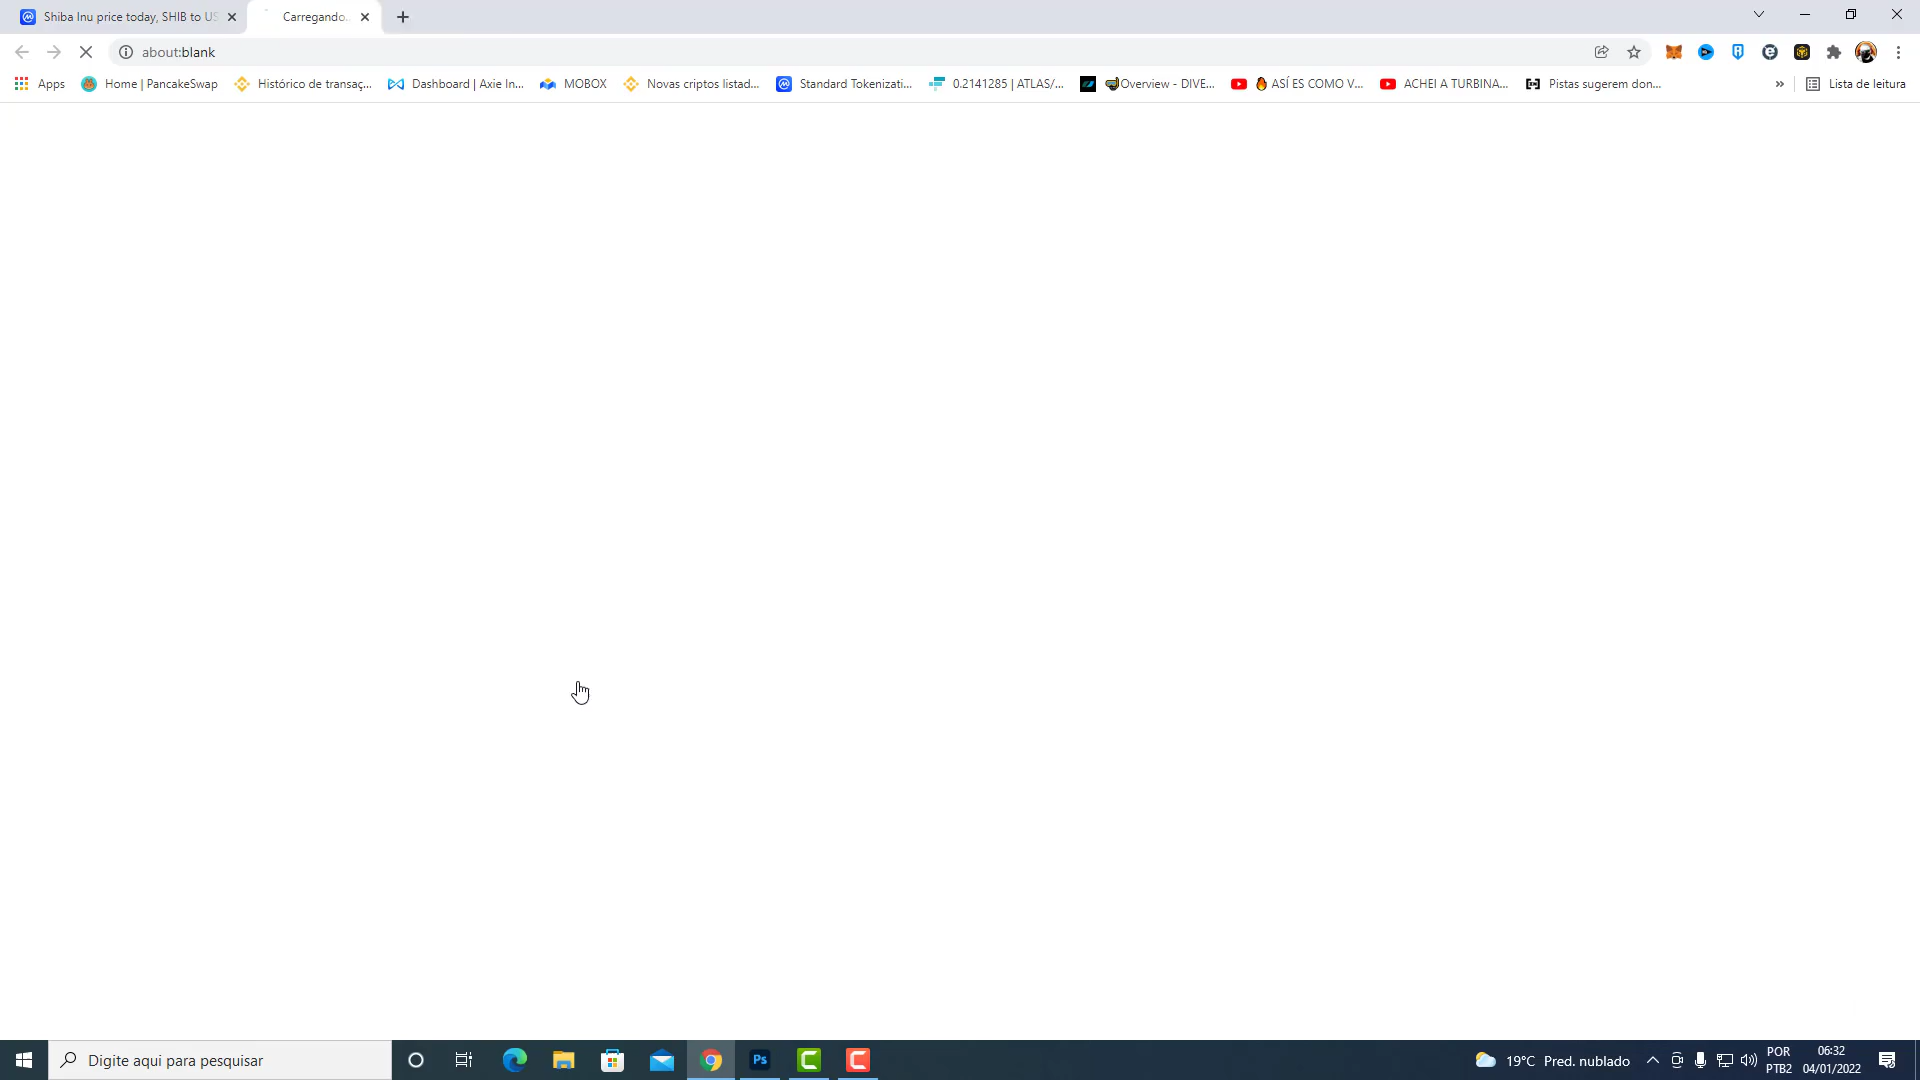 Shiba Inu price today, SHIB to US
Carregando.
about:blank
Apps
Home | PancakeSwap
Histórico de transaç...
Dashboard | Axie In...
MOBOX
Novas criptos listad...
Standard Tokenizati...
0.2141285 | ATLAS/...
Overview - DIVE...
ASÍ ES COMO V...
ACHEI A TURBINA...
Pistas sugerem don...
»
Lista de leitura
Digite aqui para pesquisar
Ps
19°C Pred. nublado
POR
PTB2
06:32
04/01/2022